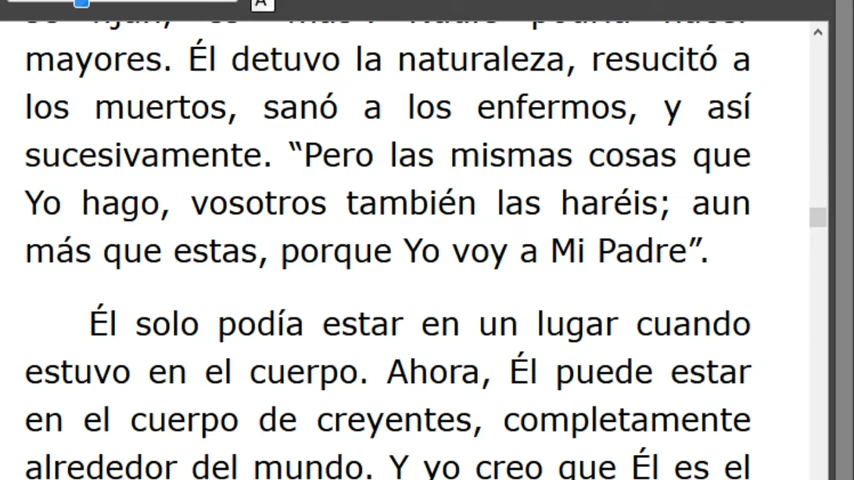 A
mayores. Él detuvo la naturaleza, resucitó a
los muertos, sanó a los enfermos, y así
sucesivamente. “Pero las mismas cosas que
Yo hago, vosotros también las haréis; aun
más que estas, porque Yo voy a Mi Padre”.
Él solo podía estar en un lugar cuando
estuvo en el cuerpo. Ahora, Él puede estar
en el cuerpo de creyentes, completamente
alrededor del mundo. Y yo creo que Él es el